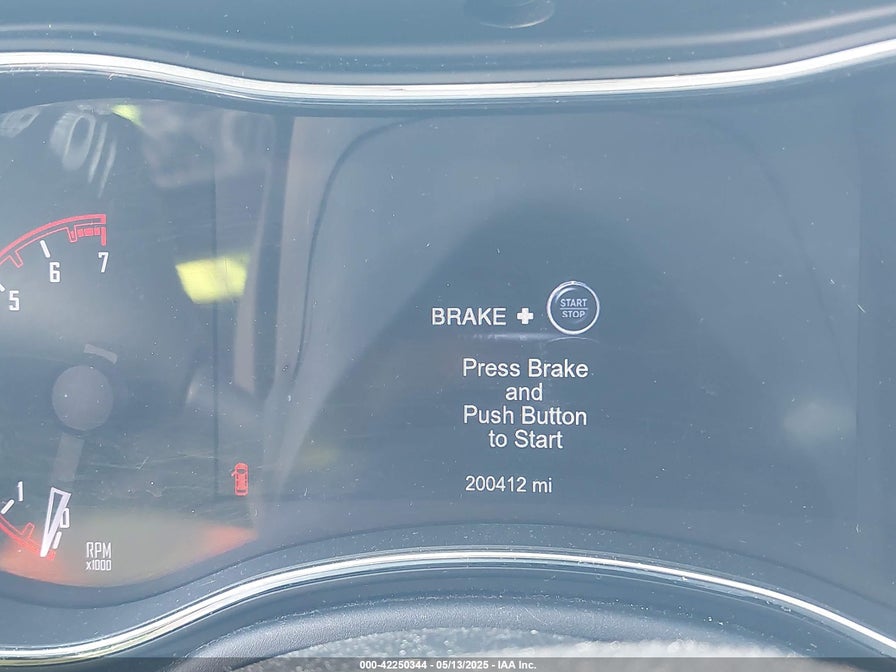 5
6
7
BRAKE + START STOP
Press Brake
and
Push Button
to Start
200412 mi
1
0
RPM
x1000
000-42250344 - 05/13/2025 - IAA Inc.